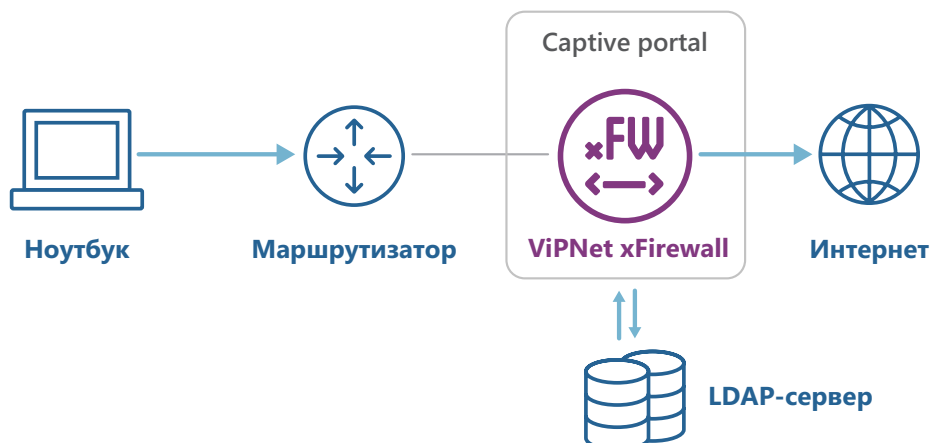 Captive portal
xFW
Ноутбук
Маршрутизатор
ViPNet xFirewall
Интернет
LDAP-сервер